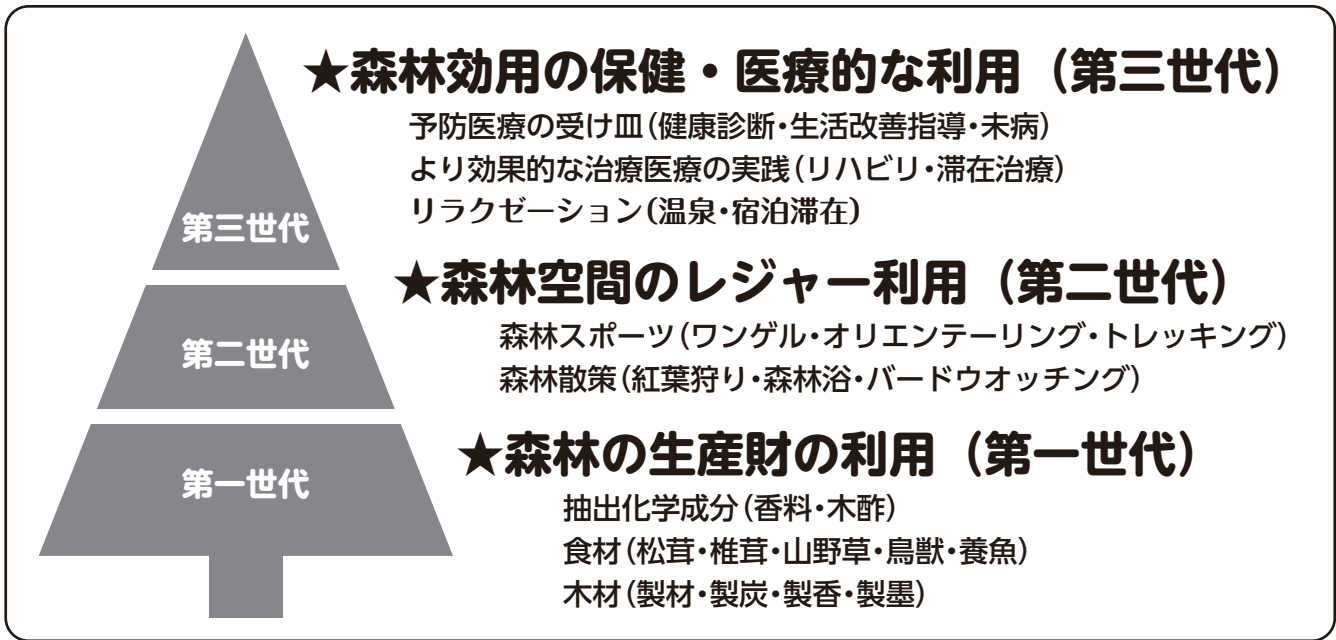 ★森林効用の保健・医療的な利用（第三世代）
予防医療の受け皿（健康診断・生活改善指導・未病）
より効果的な治療医療の実践（リハビリ・滞在治療）
リラクゼーション（温泉・宿泊滞在）
第三世代
★森林空間のレジャー利用（第二世代）
森林スポーツ（ワンゲル・オリエンテーリング・トレッキング）
森林散策（紅葉狩り・森林浴・バードウオッチング）
第二世代
★森林の生産財の利用（第一世代）
抽出化学成分（香料・木酢）
食材（松茸・椎茸・山野草・鳥獣・養魚）
木材（製材・製炭・製香・製墨）
第一世代